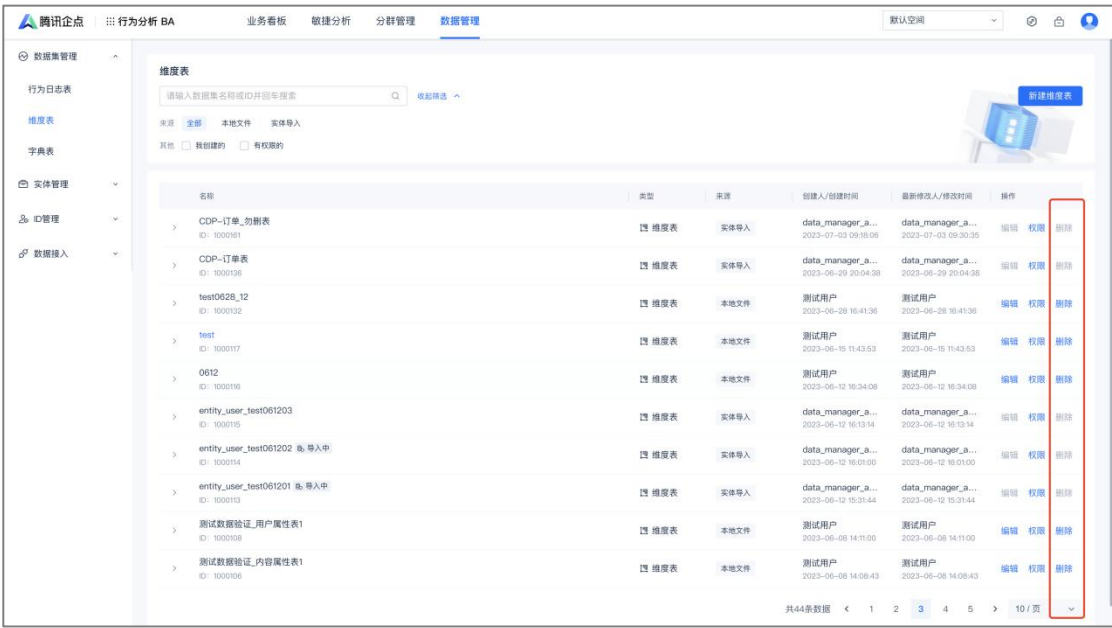 腾讯企点 行为分析 BA 业务看板 敏捷分析 分群管理 数据管理 默认空间
数据集管理
行为日志表
维度表
字典表
实体管理
ID管理
数据接入
维度表
请输入数据集名称或ID并回车搜索 收起筛选 新建维度表
来源 全部 本地文件 实体导入
其他 我创建的 有权限的
名称 类型 来源 创建人/创建时间 最新修改人/修改时间 操作
CDP-订单_勿删表 维度表 实体导入 data_manager_a... data_manager_a... 编辑 权限 删除
ID: 1000161 2023-07-03 09:18:06 2023-07-03 09:30:35
CDP-订单表 维度表 实体导入 data_manager_a... data_manager_a... 编辑 权限 删除
ID: 1000136 2023-06-29 20:04:38 2023-06-29 20:04:38
test0628_12 维度表 本地文件 测试用户 测试用户 编辑 权限 删除
ID: 1000132 2023-06-28 16:41:36 2023-06-28 16:41:36
test 维度表 本地文件 测试用户 测试用户 编辑 权限 删除
ID: 1000117 2023-06-15 11:43:53 2023-06-15 11:43:53
0612 维度表 本地文件 测试用户 测试用户 编辑 权限 删除
ID: 1000116 2023-06-12 16:34:08 2023-06-12 16:34:08
entity_user_test061203 维度表 实体导入 data_manager_a... data_manager_a... 编辑 权限 删除
ID: 1000115 2023-06-12 16:13:14 2023-06-12 16:13:14
entity_user_test061202 导入中 维度表 实体导入 data_manager_a... data_manager_a... 编辑 权限 删除
ID: 1000114 2023-06-12 16:01:00 2023-06-12 16:01:00
entity_user_test061201 导入中 维度表 实体导入 data_manager_a... data_manager_a... 编辑 权限 删除
ID: 1000113 2023-06-12 15:31:44 2023-06-12 15:31:44
测试数据验证_用户属性表1 维度表 本地文件 测试用户 测试用户 编辑 权限 删除
ID: 1000108 2023-06-08 14:11:00 2023-06-08 14:11:00
测试数据验证_内容属性表1 维度表 本地文件 测试用户 测试用户 编辑 权限 删除
ID: 1000106 2023-06-08 14:08:43 2023-06-08 14:08:43
共44条数据 1 2 3 4 5 10 / 页